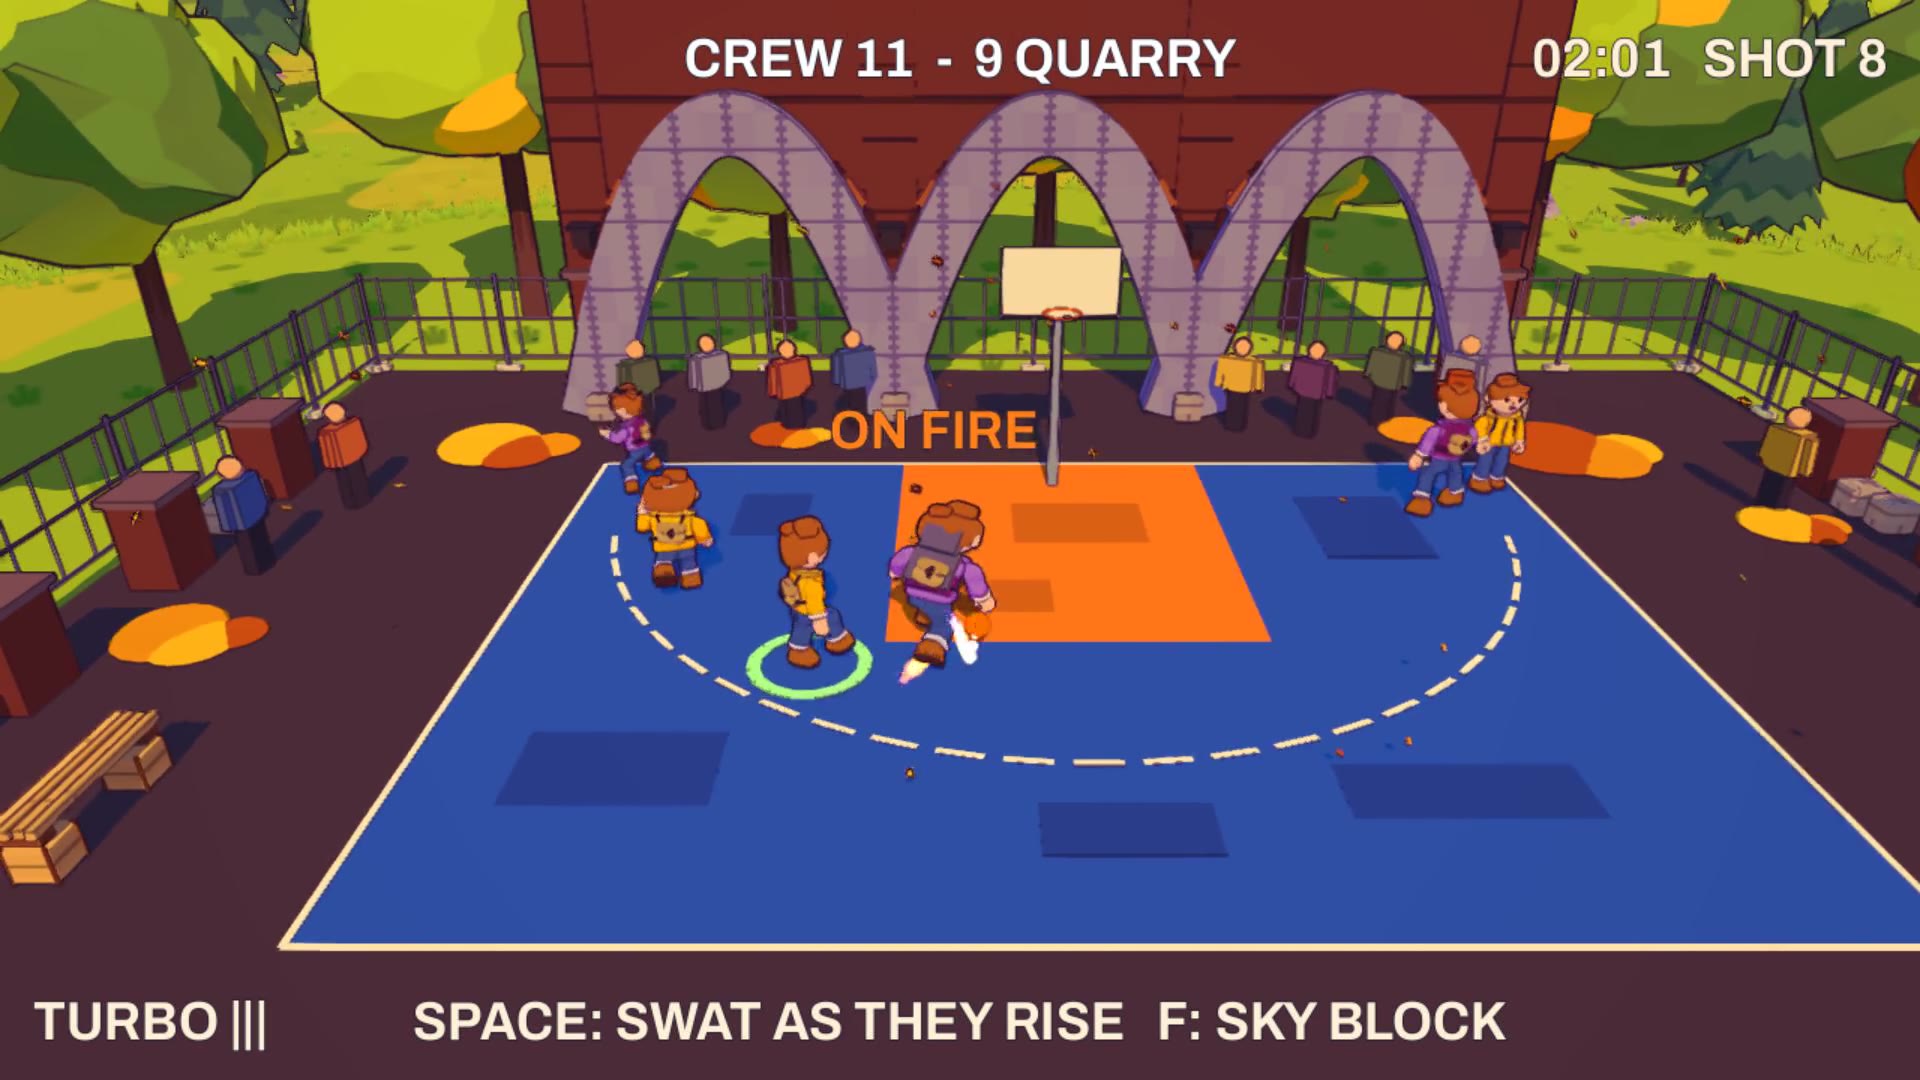 CREW 11 - 9 QUARRY
02:01 SHOT 8
ON FIRE
TURBO |||
SPACE: SWAT AS THEY RISE F: SKY BLOCK